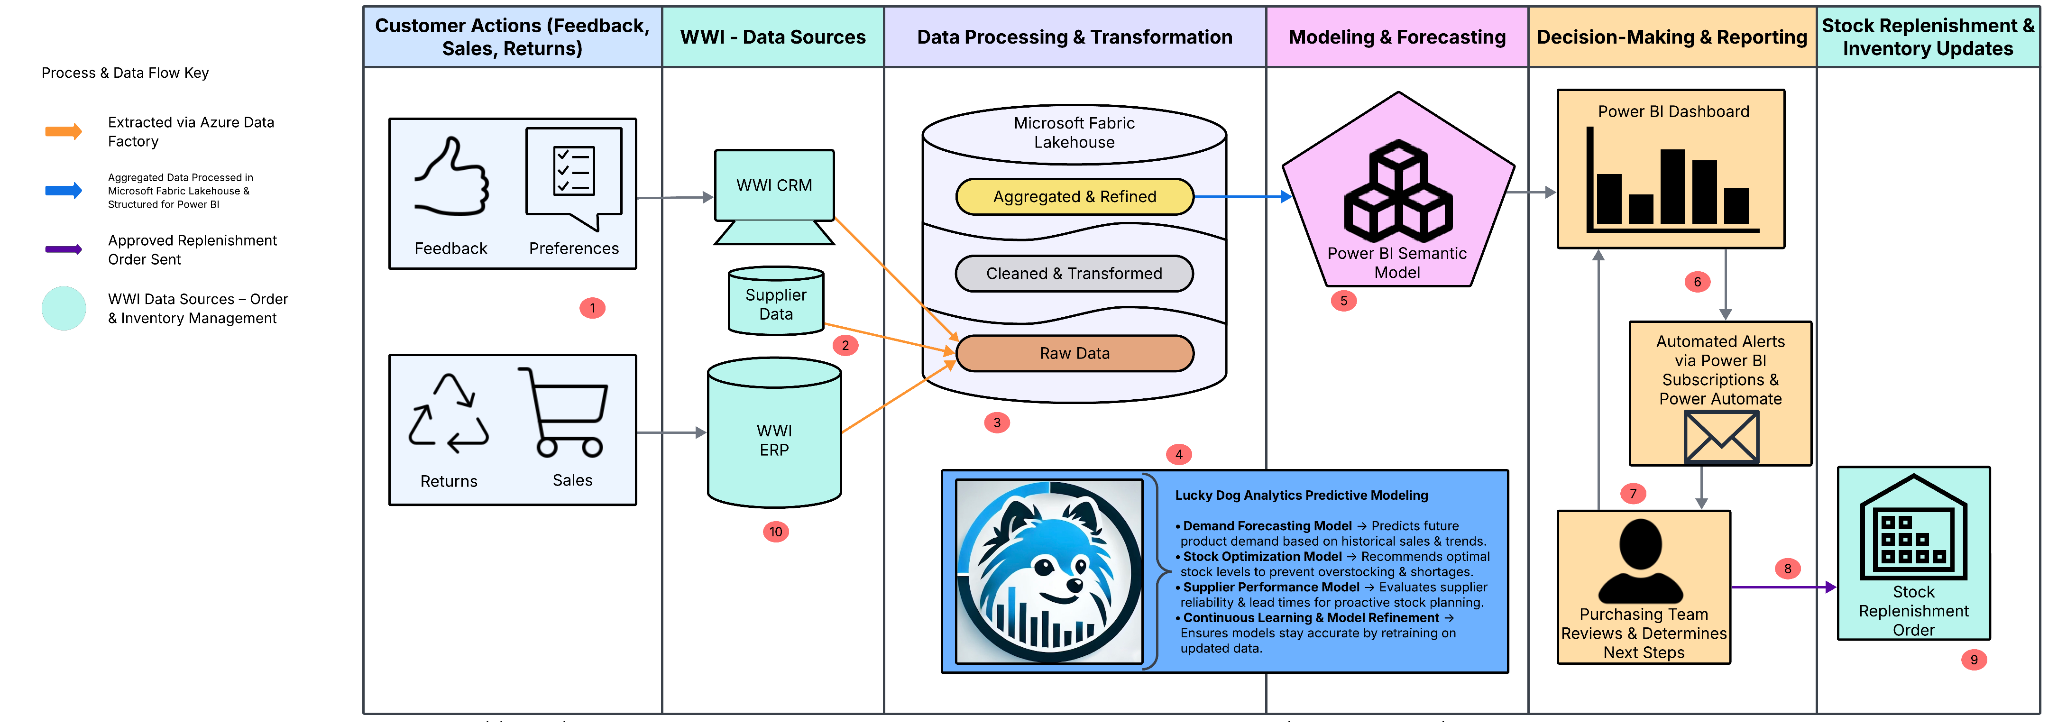 Customer Actions (Feedback,
Sales, Returns)
WWI - Data Sources
Data Processing & Transformation
Modeling & Forecasting
Decision-Making & Reporting
Stock Replenishment &
Inventory Updates
Process & Data Flow Key
Extracted via Azure Data
Factory
Aggregated Data Processed in
Microsoft Fabric Lakehouse &
Structured for Power BI
Approved Replenishment
Order Sent
WWI Data Sources – Order
& Inventory Management
Feedback
Preferences
1
Returns
Sales
WWI CRM
Supplier
Data
2
WWI
ERP
10
Microsoft Fabric
Lakehouse
Aggregated & Refined
Cleaned & Transformed
Raw Data
3
4
Lucky Dog Analytics Predictive Modeling
• Demand Forecasting Model → Predicts future
product demand based on historical sales & trends.
• Stock Optimization Model → Recommends optimal
stock levels to prevent overstocking & shortages.
• Supplier Performance Model → Evaluates supplier
reliability & lead times for proactive stock planning.
• Continuous Learning & Model Refinement →
Ensures models stay accurate by retraining on
updated data.
Power BI Semantic
Model
5
Power BI Dashboard
6
Automated Alerts
via Power BI
Subscriptions &
Power Automate
7
Purchasing Team
Reviews & Determines
Next Steps
8
Stock
Replenishment
Order
9